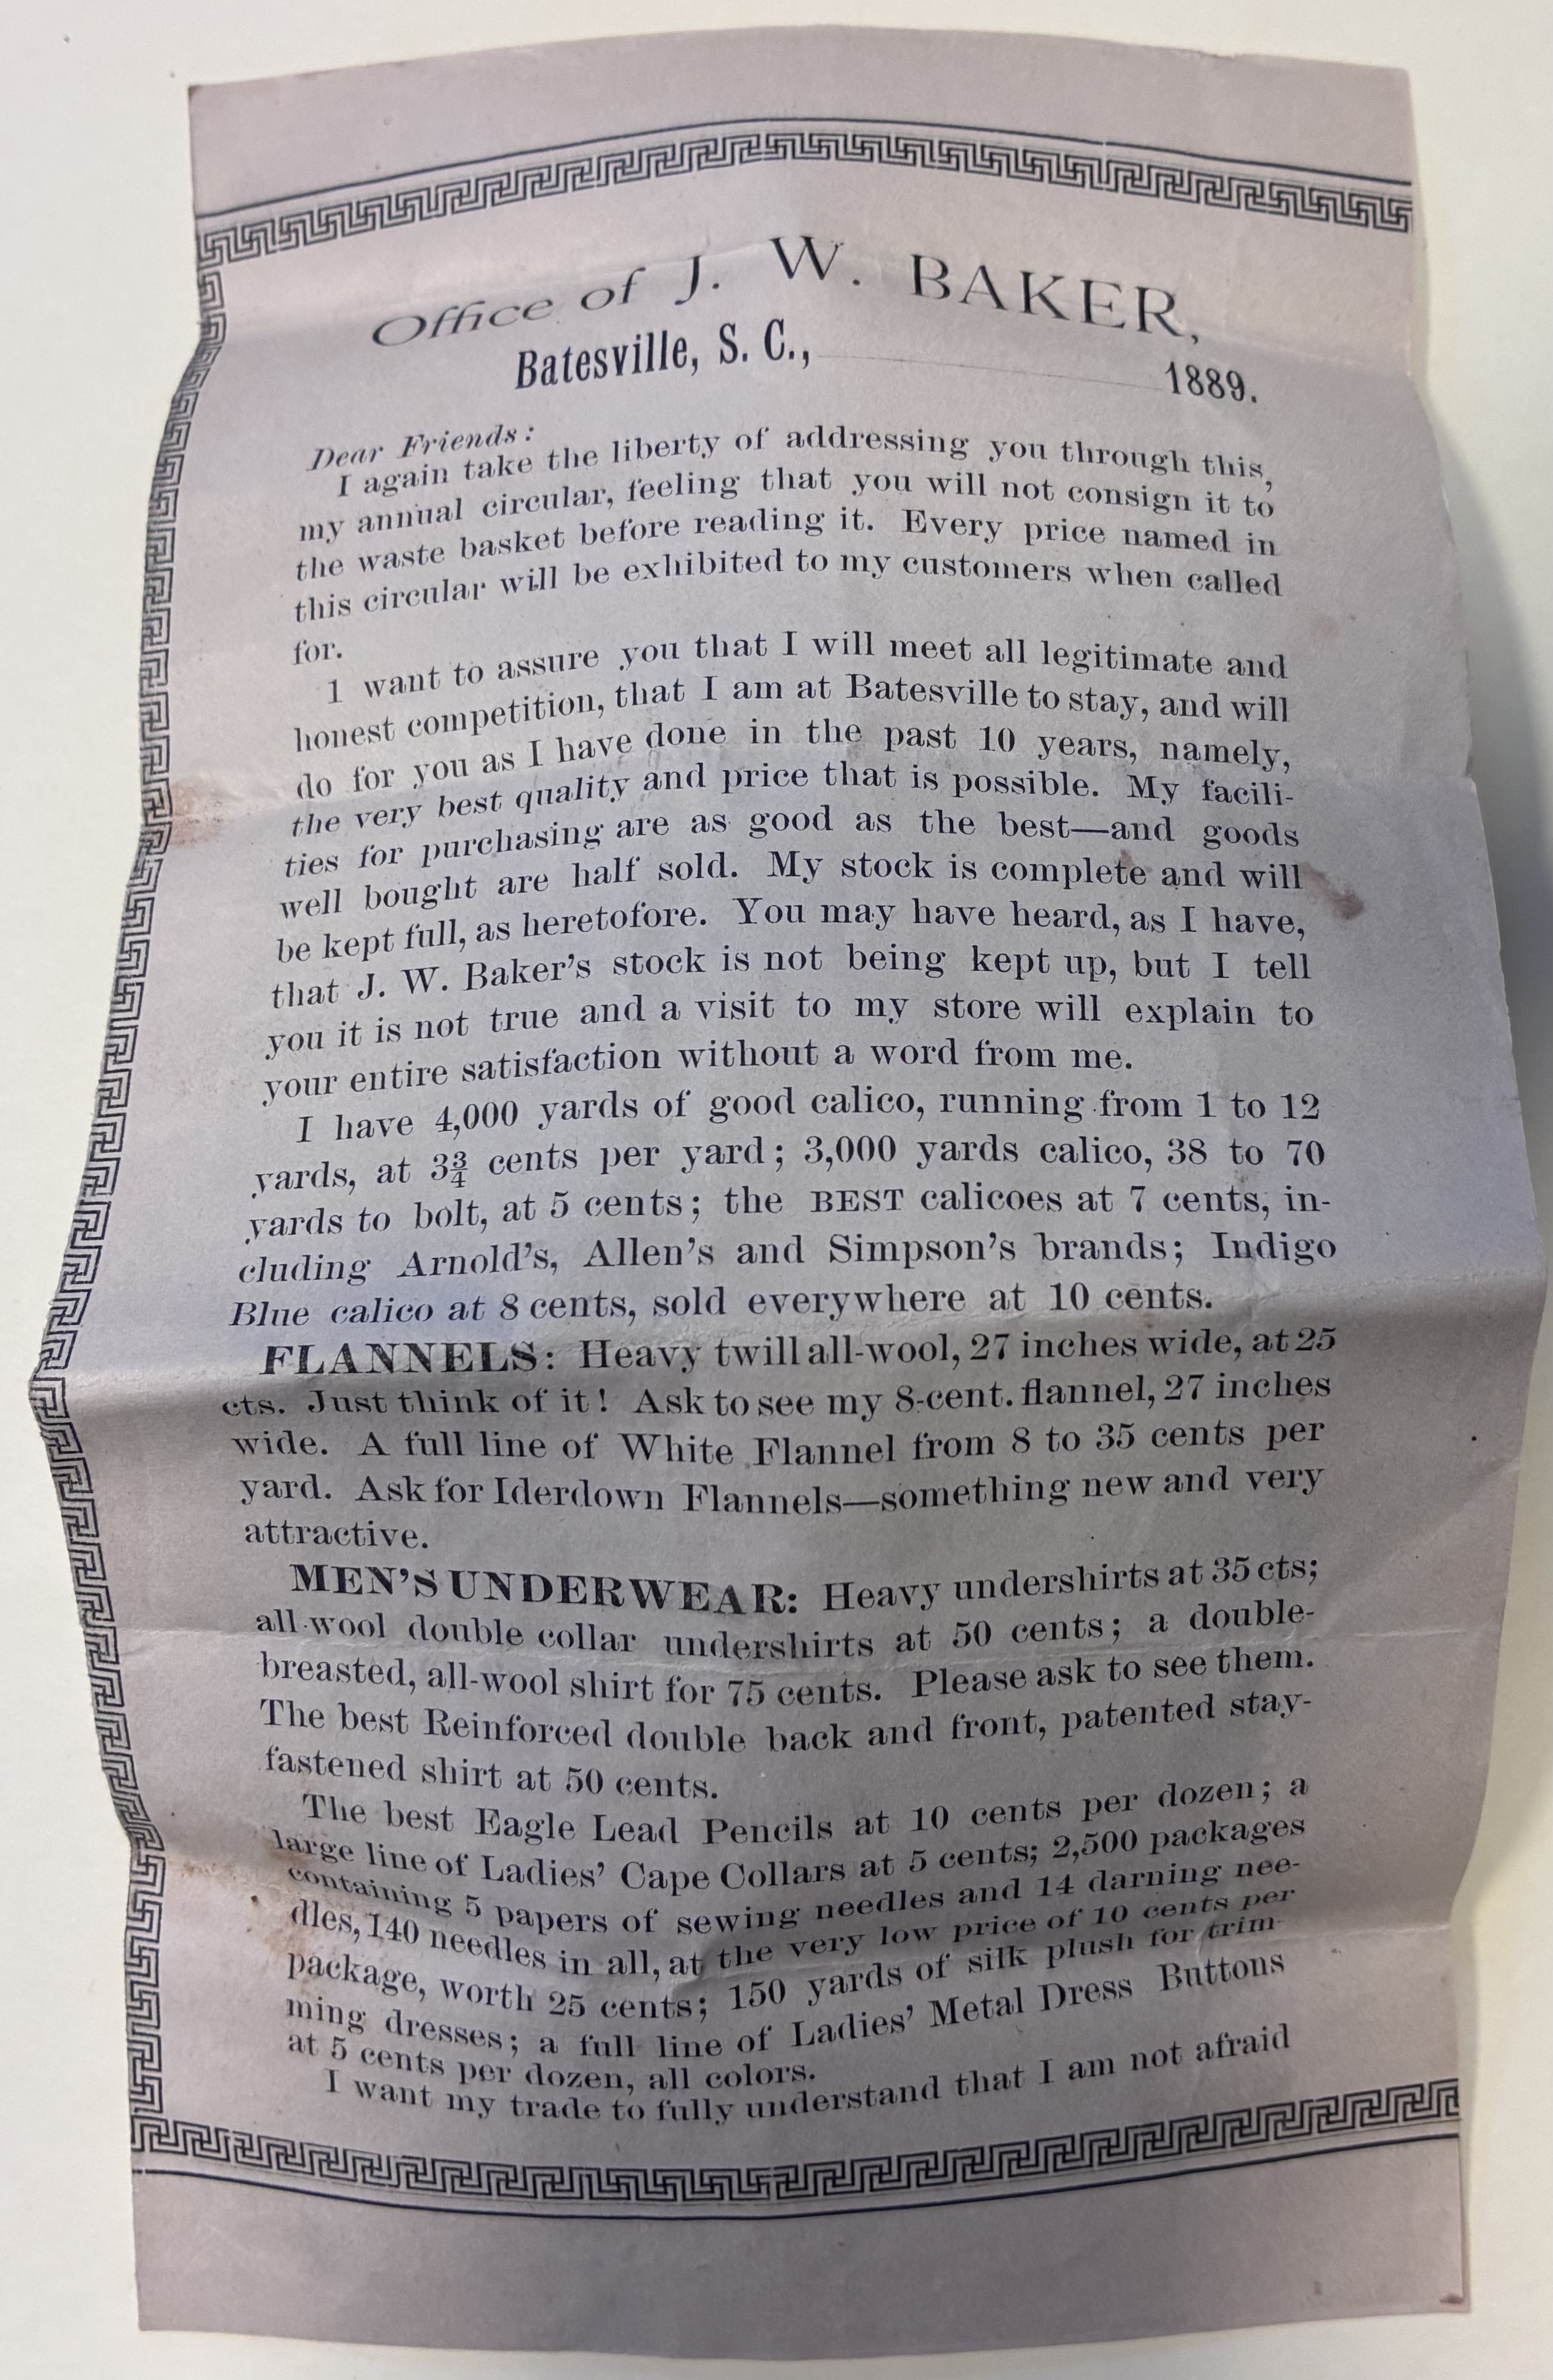 Office of J. W. BAKER,
Batesville, S. C., 1889.
Dear Friends:
I again take the liberty of addressing you through this,
my annual circular, feeling that you will not consign it to
the waste basket before reading it. Every price named in
this circular will be exhibited to my customers when called
for.
I want to assure you that I will meet all legitimate and
honest competition, that I am at Batesville to stay, and will
do for you as I have done in the past 10 years, namely,
the very best quality and price that is possible. My facili-
ties for purchasing are as good as the best—and goods
well bought are half sold. My stock is complete and will
be kept full, as heretofore. You may have heard, as I have,
that J. W. Baker's stock is not being kept up, but I tell
you it is not true and a visit to my store will explain to
your entire satisfaction without a word from me.
I have 4,000 yards of good calico, running from 1 to 12
yards, at 3¾ cents per yard; 3,000 yards calico, 38 to 70
yards to bolt, at 5 cents; the BEST calicoes at 7 cents, in-
cluding Arnold's, Allen's and Simpson's brands; Indigo
Blue calico at 8 cents, sold everywhere at 10 cents.
FLANNELS: Heavy twill all-wool, 27 inches wide, at 25
cts. Just think of it! Ask to see my 8-cent. flannel, 27 inches
wide. A full line of White Flannel from 8 to 35 cents per
yard. Ask for Iderdown Flannels—something new and very
attractive.
MEN'S UNDERWEAR: Heavy undershirts at 35 cts;
all-wool double collar undershirts at 50 cents; a double-
breasted, all-wool shirt for 75 cents. Please ask to see them.
The best Reinforced double back and front, patented stay-
fastened shirt at 50 cents.
The best Eagle Lead Pencils at 10 cents per dozen; a
large line of Ladies' Cape Collars at 5 cents; 2,500 packages
containing 5 papers of sewing needles and 14 darning nee-
dles, 140 needles in all, at the very low price of 10 cents per
package, worth 25 cents; 150 yards of silk plush for trim-
ming dresses; a full line of Ladies' Metal Dress Buttons
at 5 cents per dozen, all colors.
I want my trade to fully understand that I am not afraid